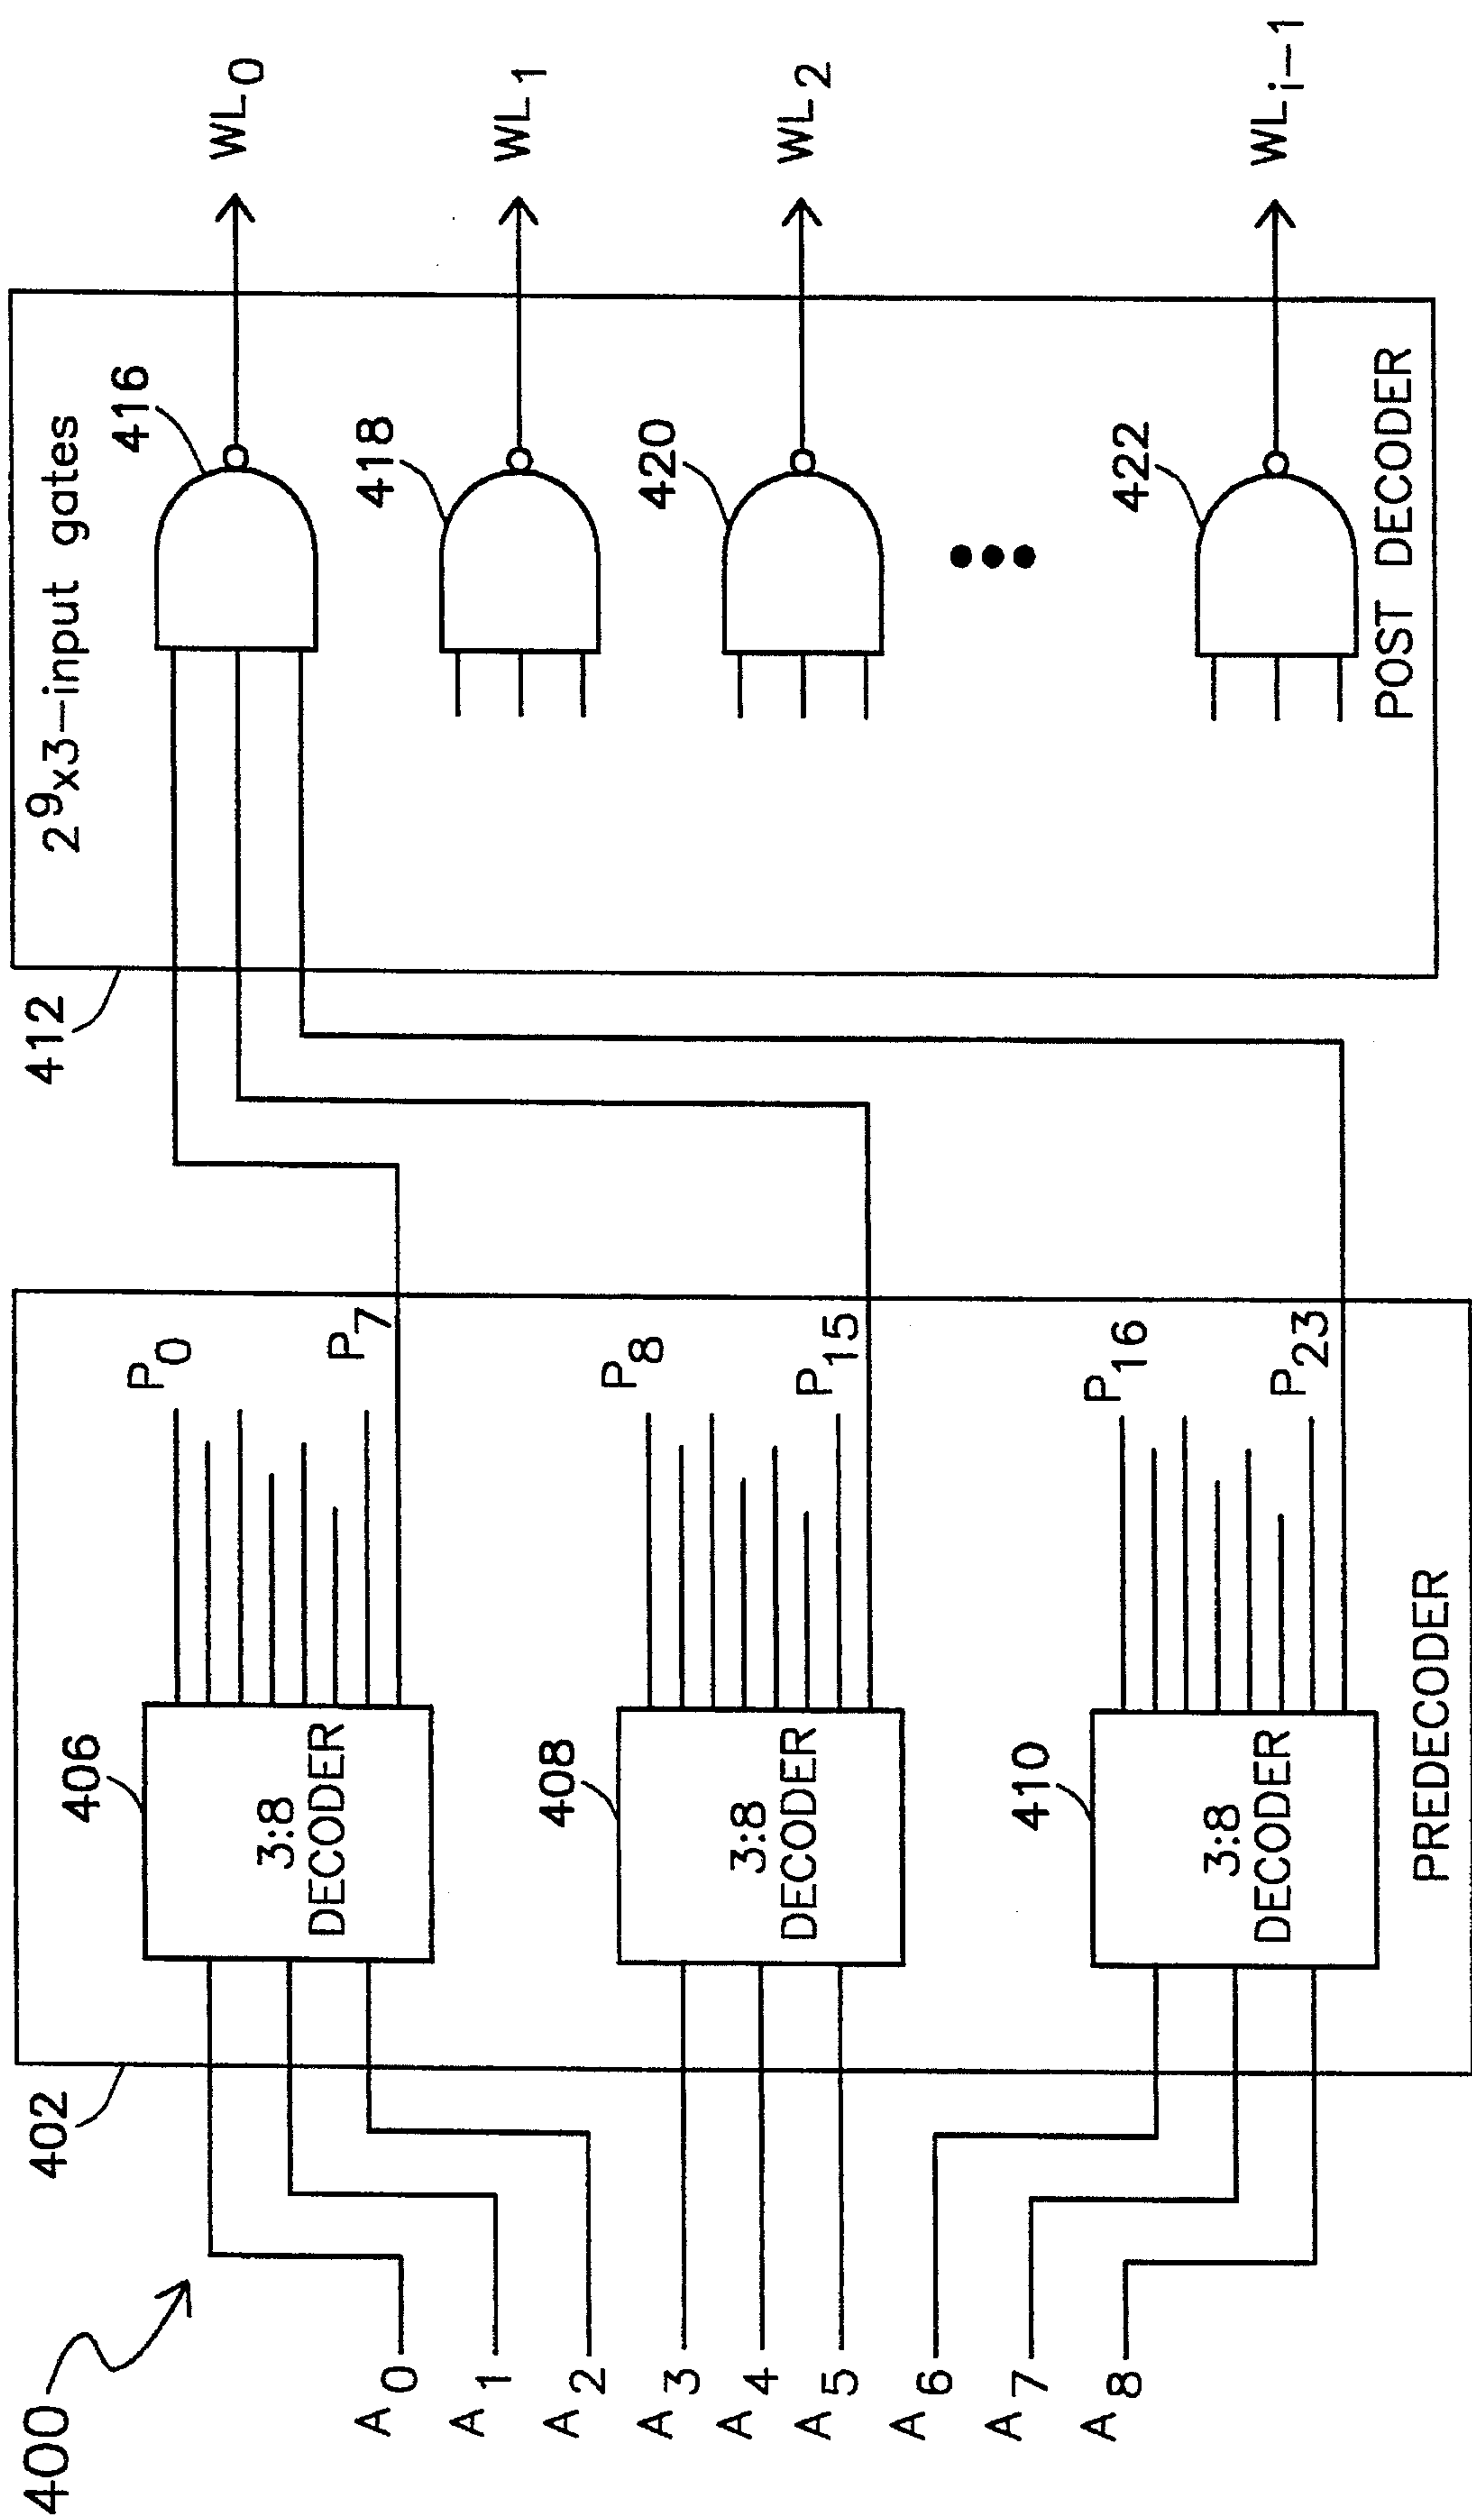 400
402
412
2⁹x3-input gates
A0
A1
A2
A3
A4
A5
A6
A7
A8
406
3:8
DECODER
P0
P7
408
3:8
DECODER
P8
P15
410
3:8
DECODER
P16
P23
PREDECODER
416
WL0
418
WL1
420
WL2
422
WLi-1
POST DECODER